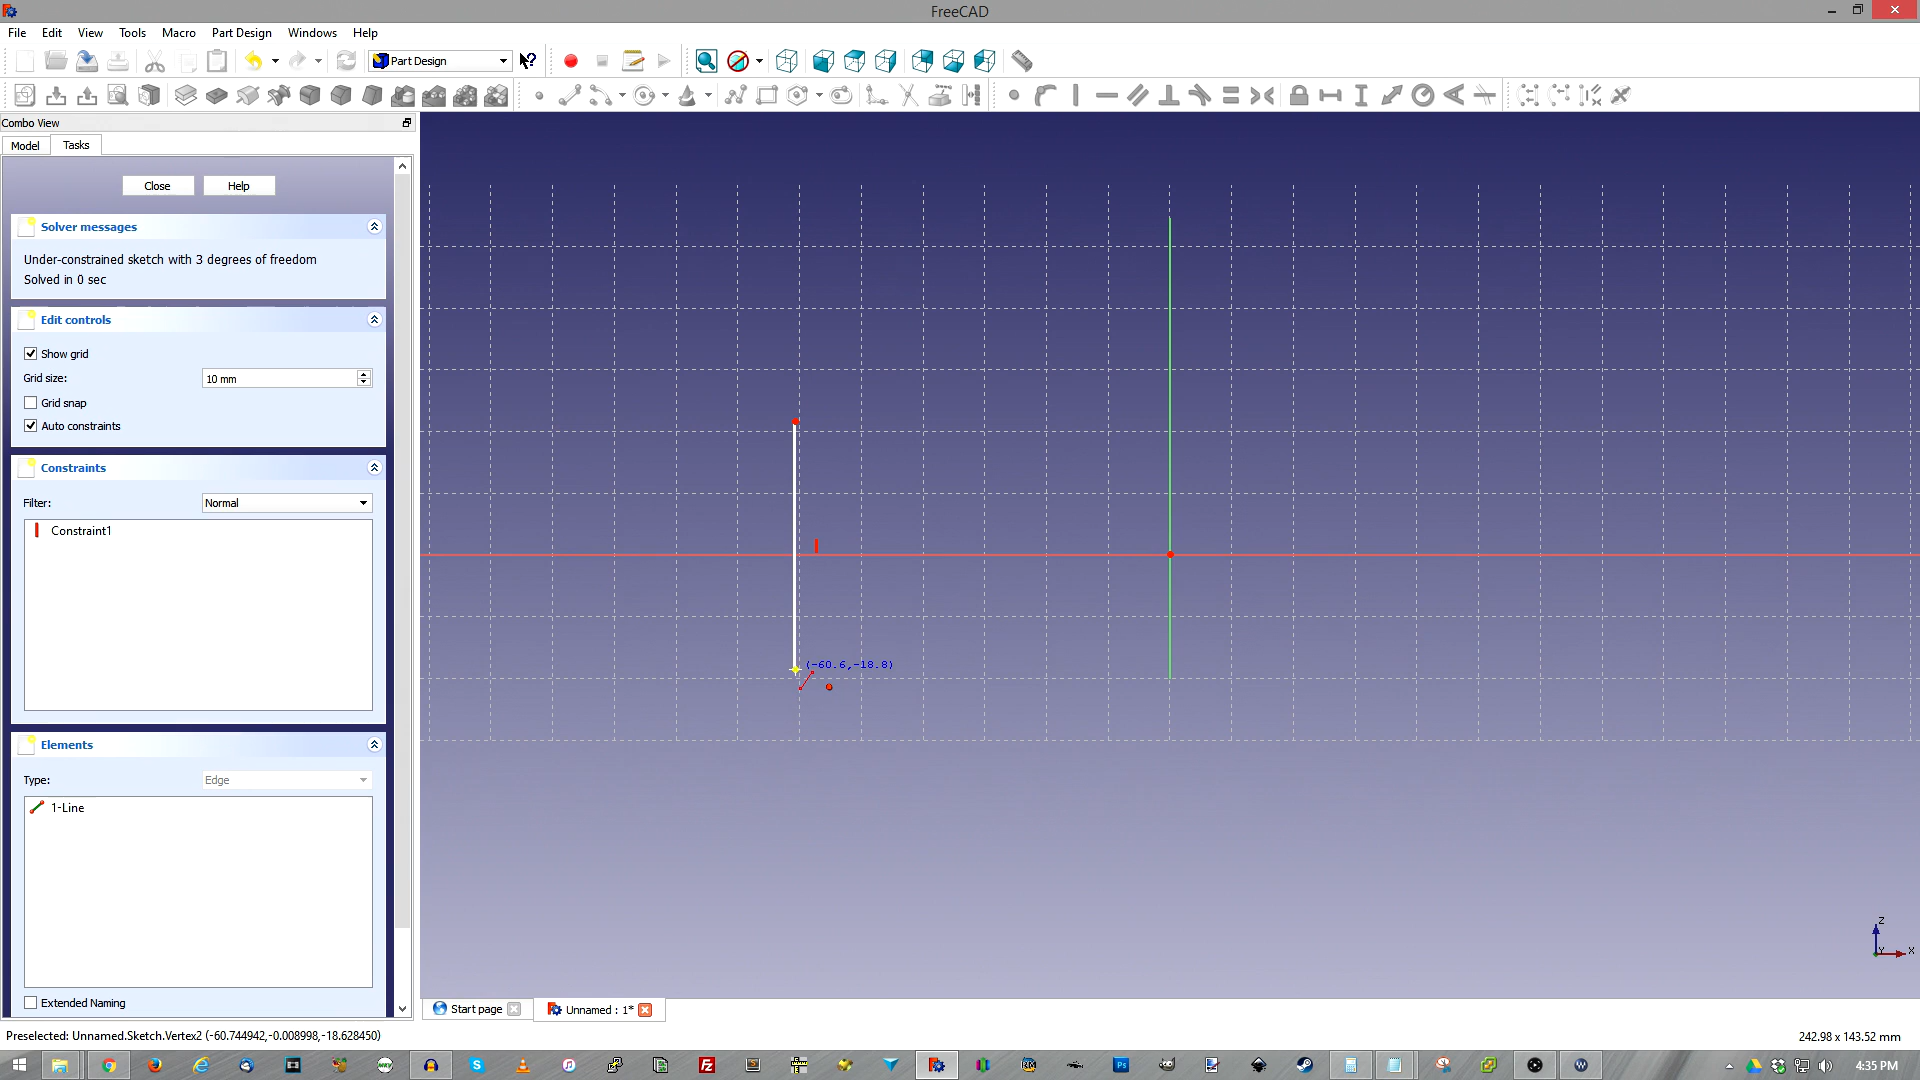 FreeCAD
File Edit View Tools Macro Part Design Windows Help
Part Design
Combo View
Model Tasks
Close Help
Solver messages
Under-constrained sketch with 3 degrees of freedom
Solved in 0 sec
Edit controls
Show grid
Grid size: 10 mm
Grid snap
Auto constraints
Constraints
Filter: Normal
Constraint1
(-60.6,-18.8)
Elements
Type: Edge
1-Line
Extended Naming
Z
Y X
Start page Unnamed : 1*
Preselected: Unnamed.Sketch.Vertex2 (-60.744942,-0.008998,-18.628450) 242.98 x 143.52 mm
4:35 PM